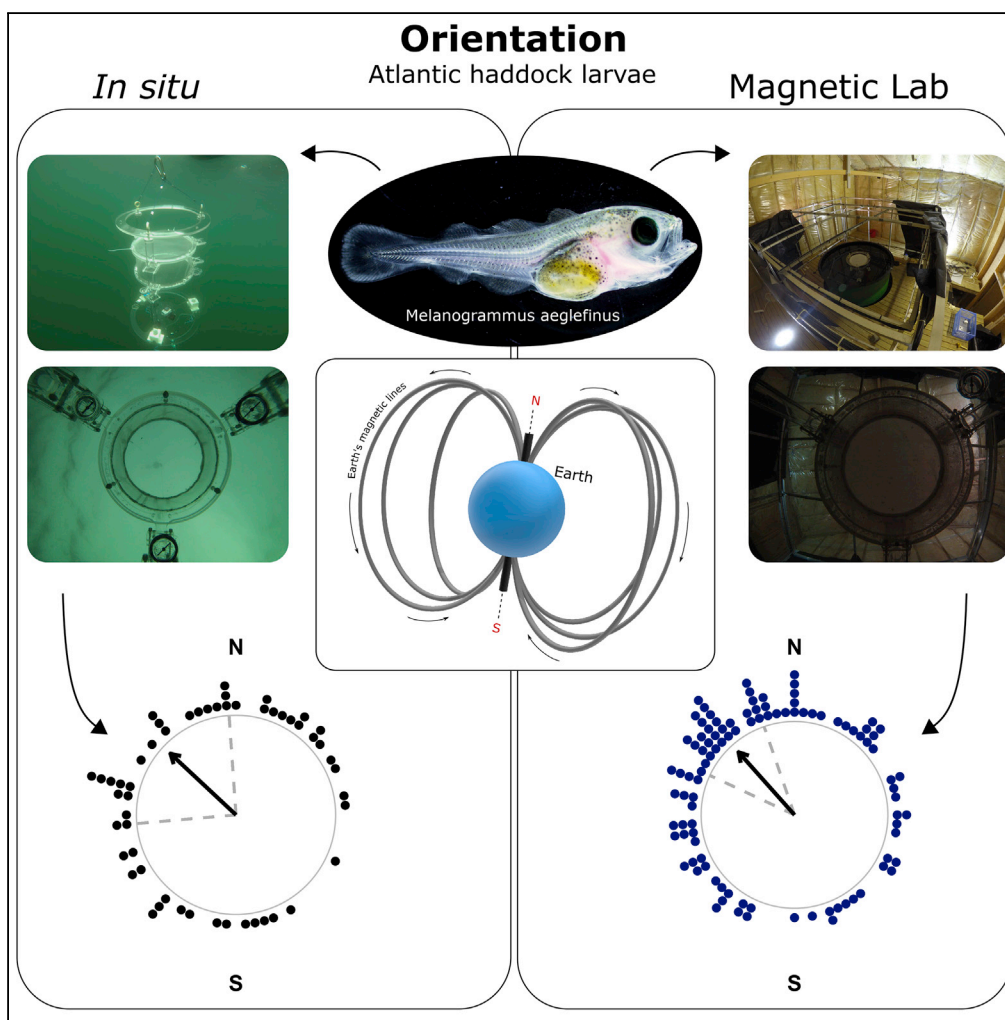 Orientation
Atlantic haddock larvae
In situ
Magnetic Lab
Melanogrammus aeglefinus
Earth's magnetic lines
N
Earth
S
N
N
S
S